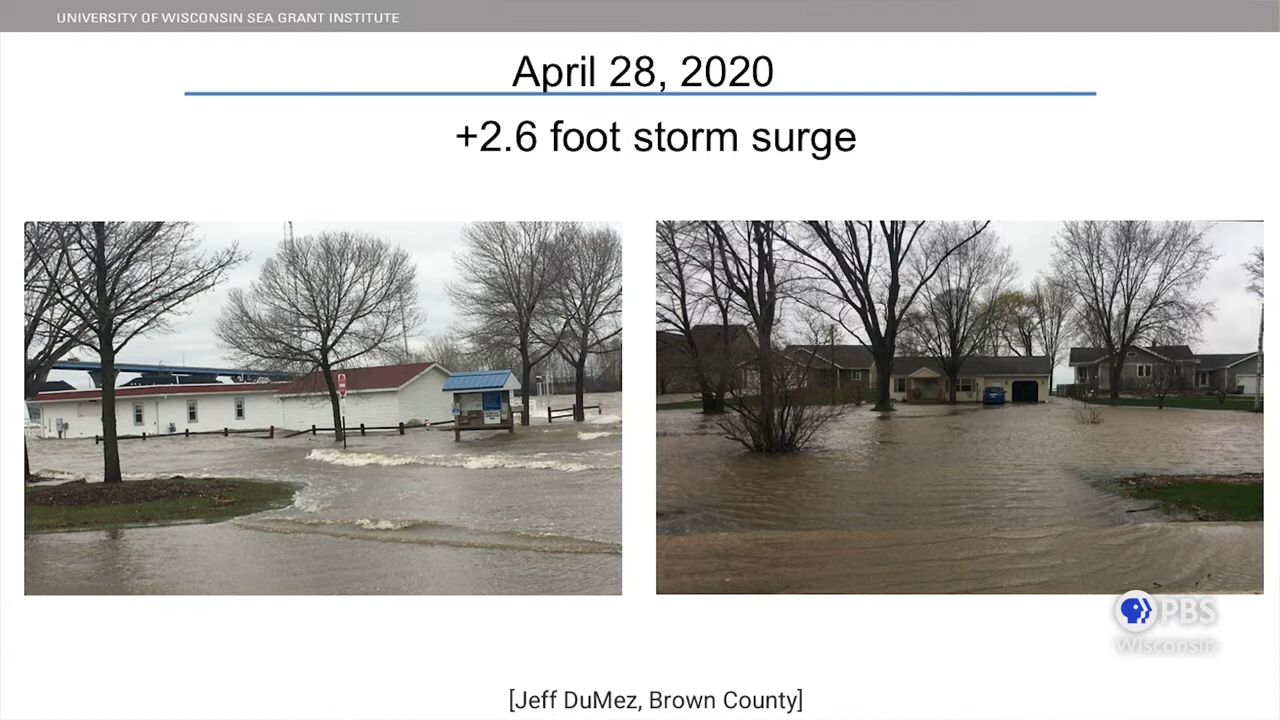 UNIVERSITY OF WISCONSIN SEA GRANT INSTITUTE
April 28, 2020
+2.6 foot storm surge
PBS
Wisconsin
[Jeff DuMez, Brown County]